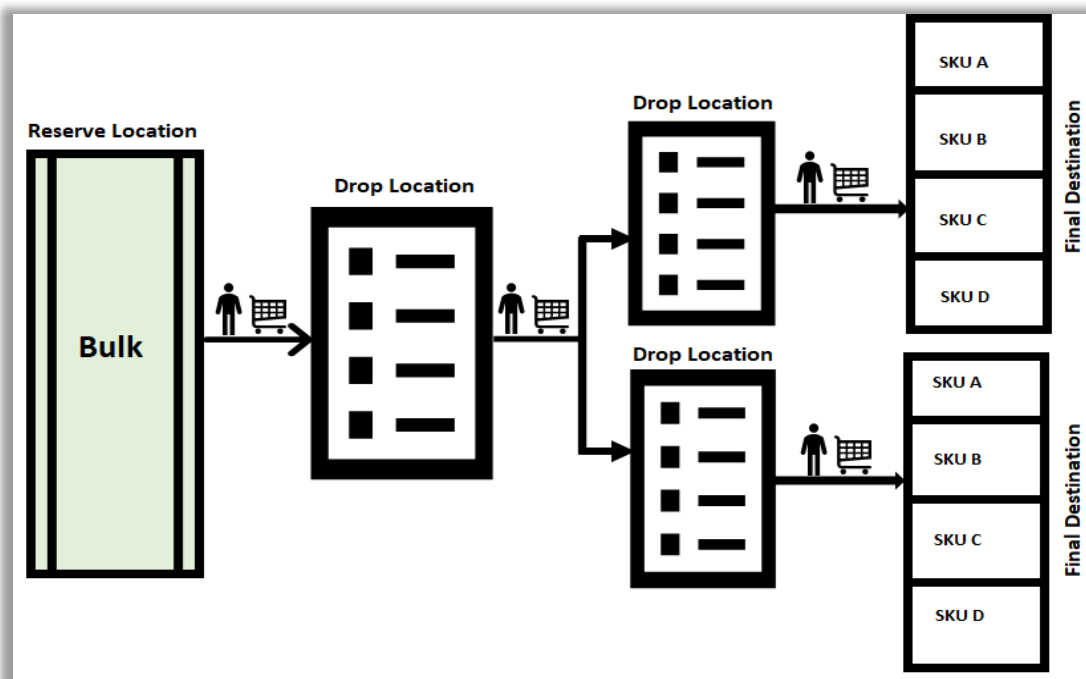 Reserve Location
Bulk
Drop Location
Drop Location
SKU A
SKU B
SKU C
SKU D
Final Destination
Drop Location
SKU A
SKU B
SKU C
SKU D
Final Destination